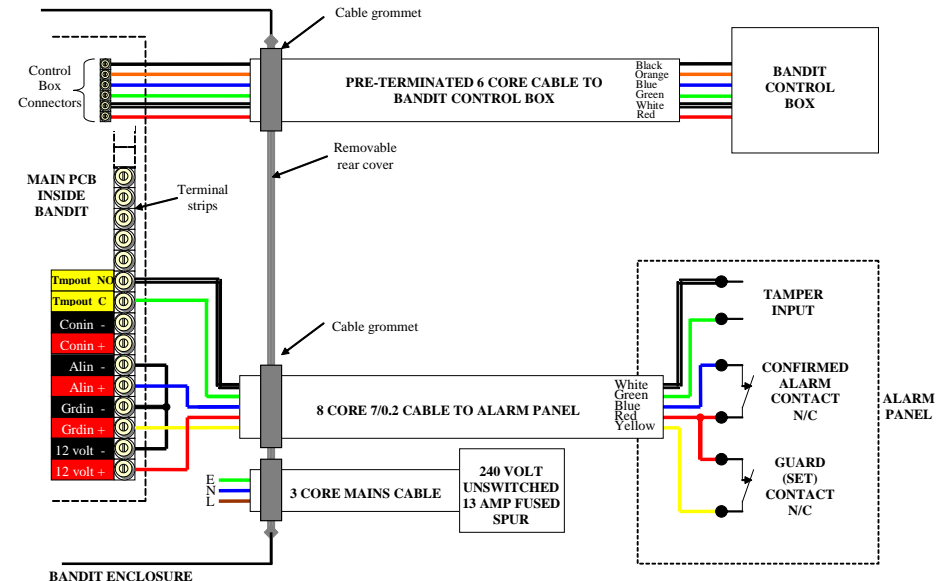 Cable grommet
Control
Box
Connectors
PRE-TERMINATED 6 CORE CABLE TO
BANDIT CONTROL BOX
Black
Orange
Blue
Green
White
Red
BANDIT
CONTROL
BOX
Removable
rear cover
MAIN PCB
INSIDE
BANDIT
Terminal
strips
Tmpout NO
Tmpout C
Conin -
Conin +
Alin -
Alin +
Grdin -
Grdin +
12 volt -
12 volt +
Cable grommet
8 CORE 7/0.2 CABLE TO ALARM PANEL
White
Green
Blue
Red
Yellow
TAMPER
INPUT
CONFIRMED
ALARM
CONTACT
N/C
GUARD
(SET)
CONTACT
N/C
ALARM
PANEL
E
N
L
3 CORE MAINS CABLE
240 VOLT
UNSWITCHED
13 AMP FUSED
SPUR
BANDIT ENCLOSURE